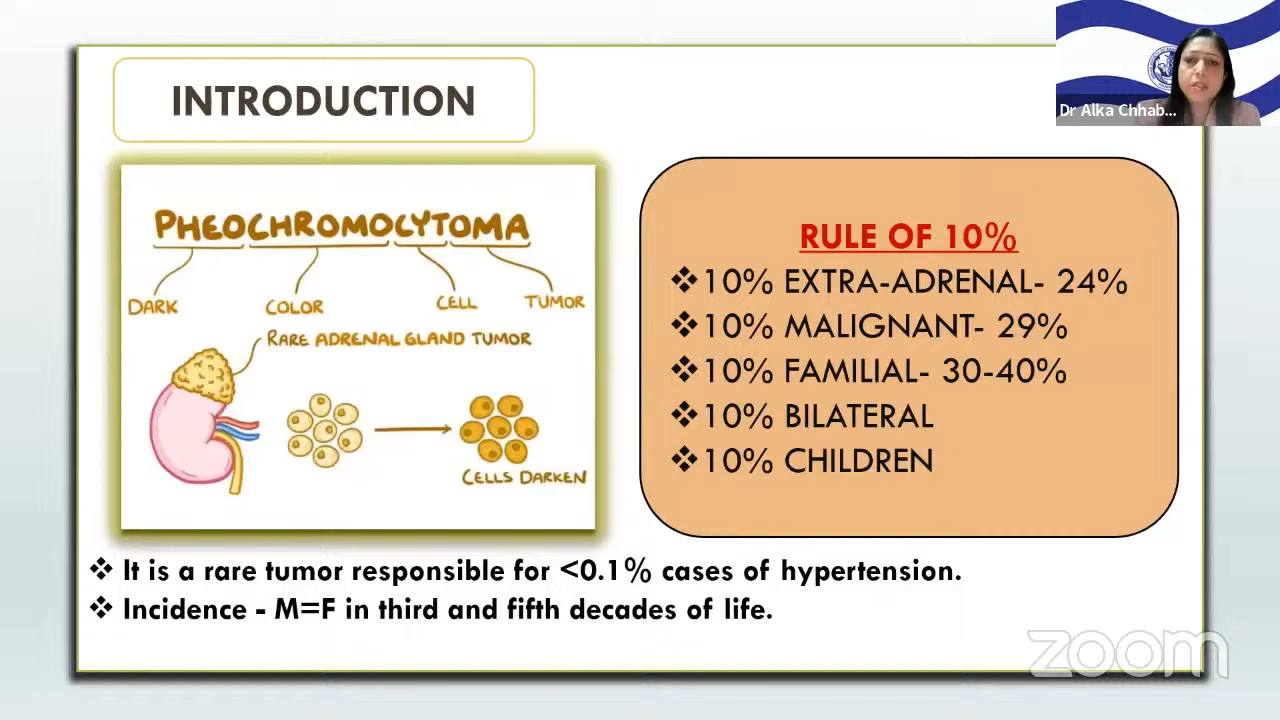 INTRODUCTION
Dr Alka Chhab...
PHEOCHROMOCYTOMA
DARK COLOR CELL TUMOR
RARE ADRENAL GLAND TUMOR
CELLS DARKEN
RULE OF 10%
❖10% EXTRA-ADRENAL- 24%
❖10% MALIGNANT- 29%
❖10% FAMILIAL- 30-40%
❖10% BILATERAL
❖10% CHILDREN
❖ It is a rare tumor responsible for <0.1% cases of hypertension.
❖ Incidence - M=F in third and fifth decades of life.
zoom